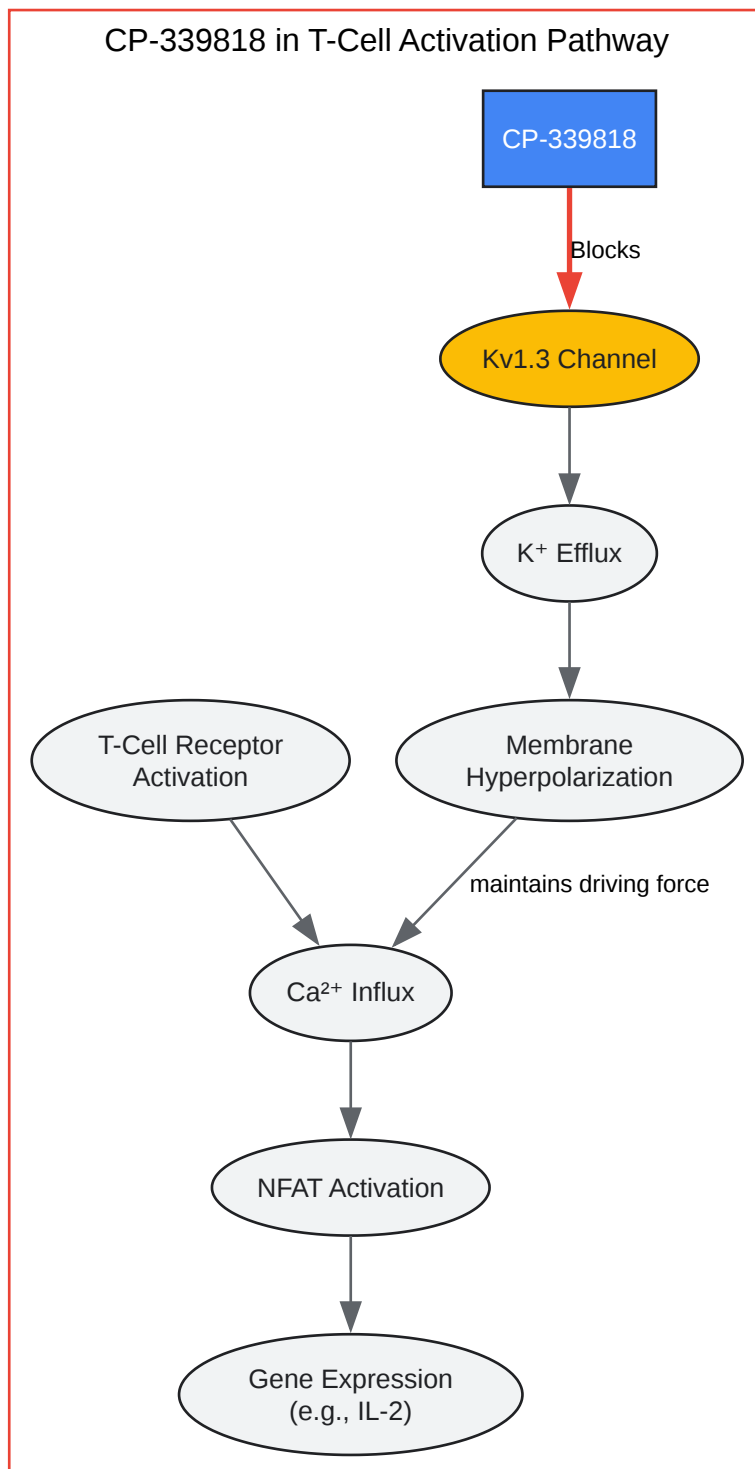 CP-339818 in T-Cell Activation Pathway
CP-339818
Blocks
Kv1.3 Channel
K⁺ Efflux
T-Cell Receptor
Activation
Membrane
Hyperpolarization
maintains driving force
Ca²⁺ Influx
NFAT Activation
Gene Expression
(e.g., IL-2)